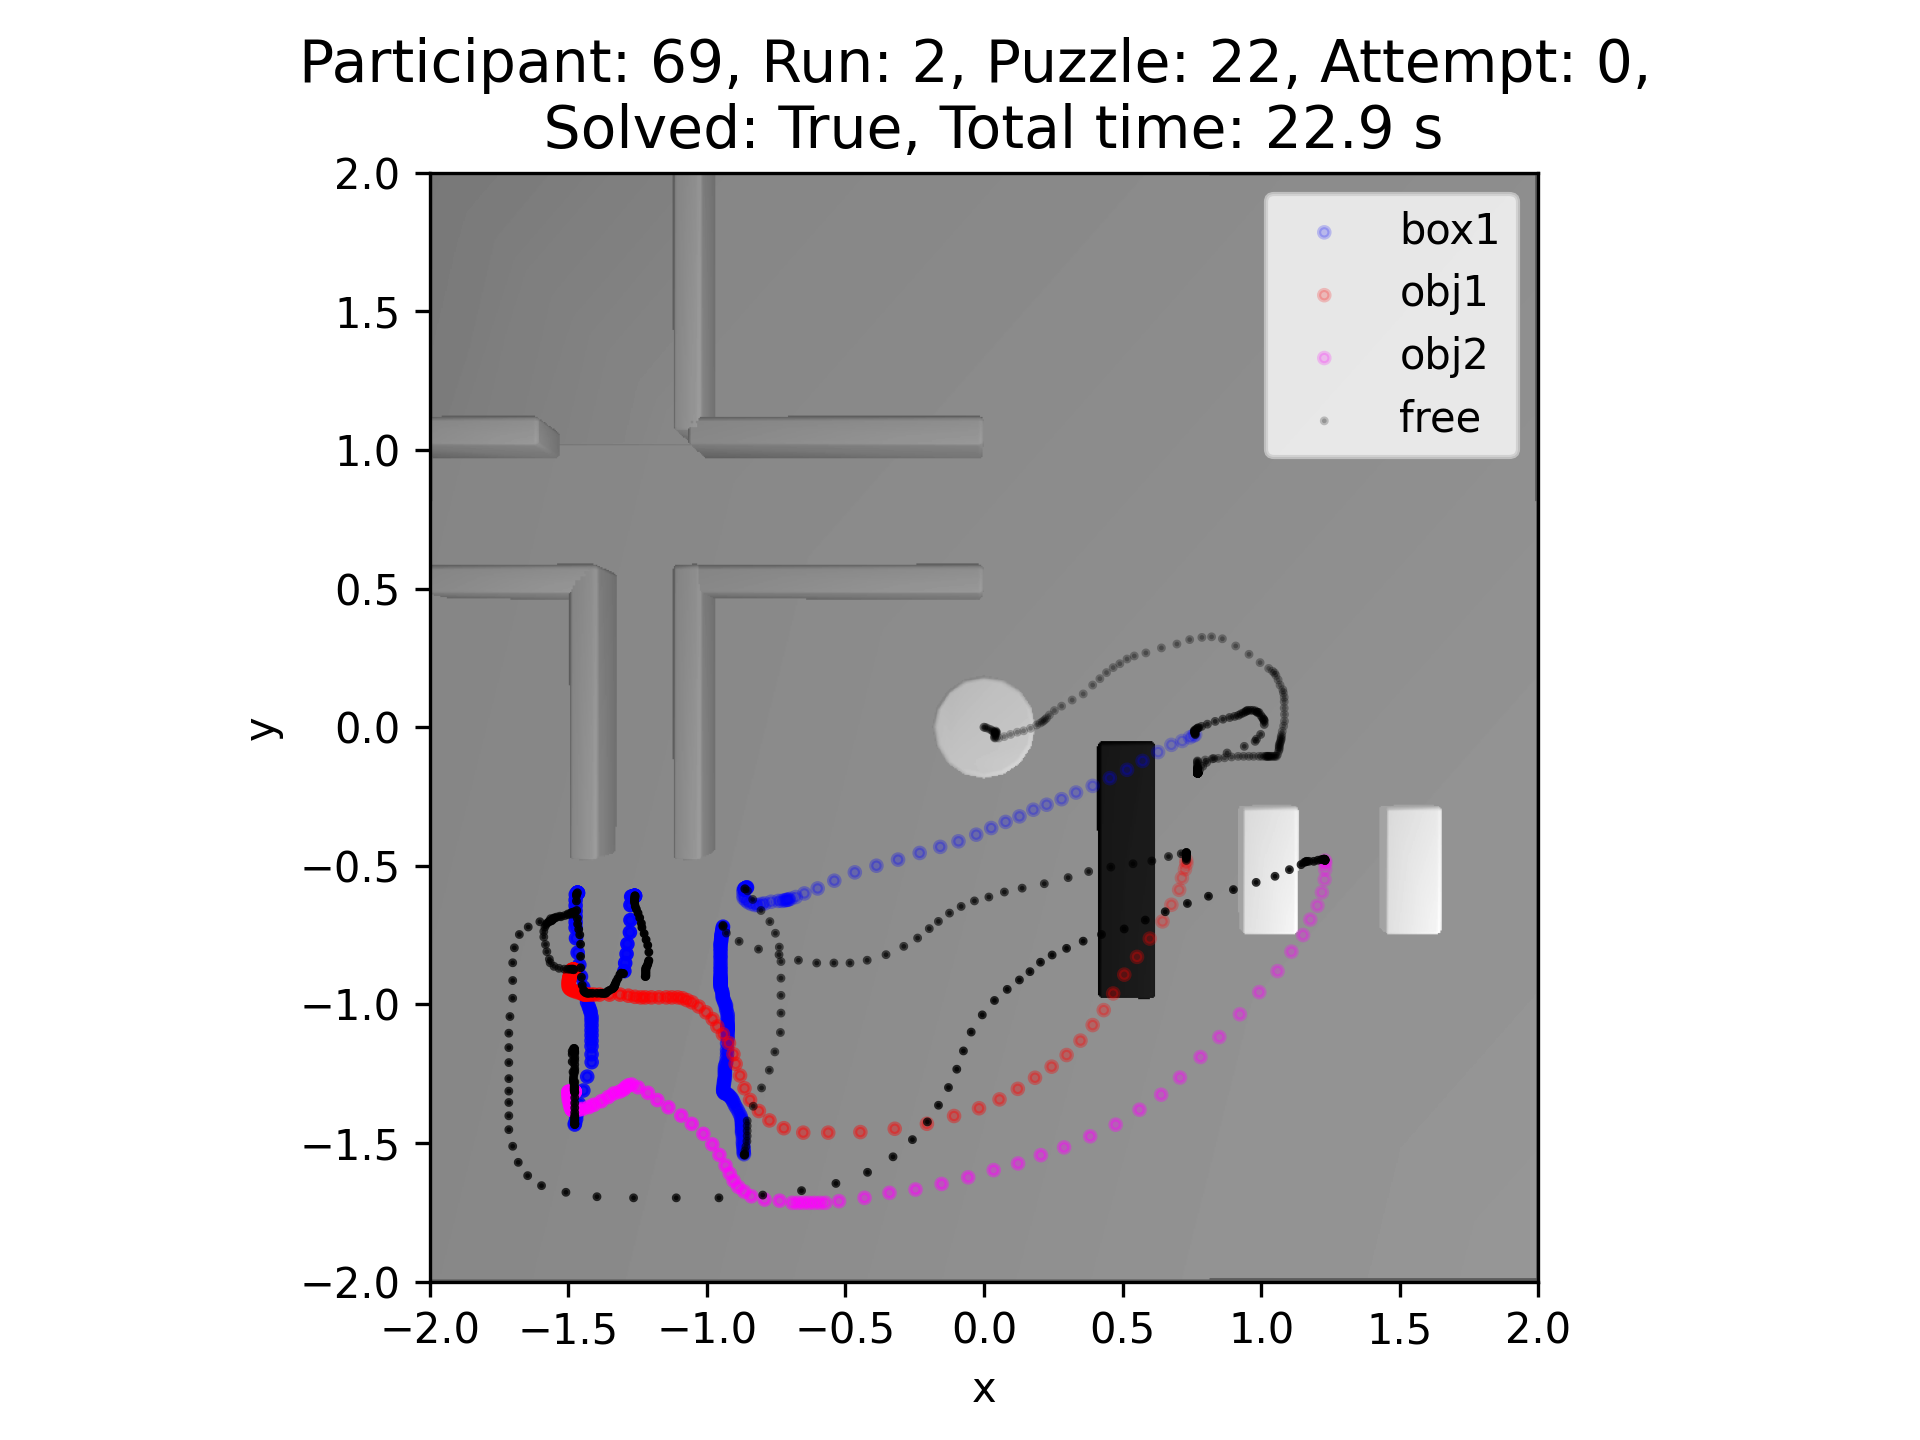 Participant: 69, Run: 2, Puzzle: 22, Attempt: 0,
Solved: True, Total time: 22.9 s
2.0
1.5
1.0
0.5
0.0
−0.5
−1.0
−1.5
−2.0
y
box1
obj1
obj2
free
−2.0 −1.5 −1.0 −0.5 0.0 0.5 1.0 1.5 2.0
x